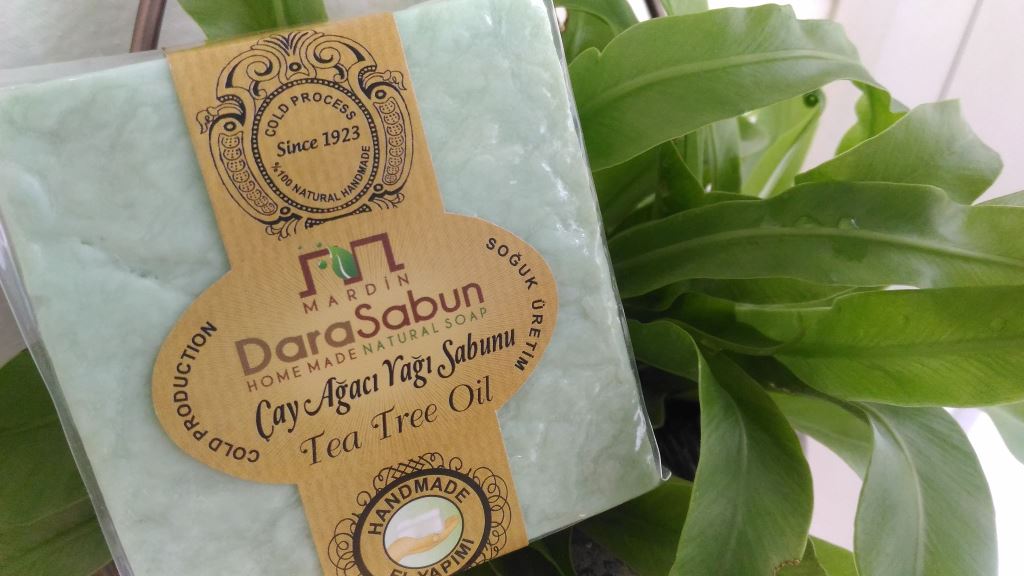 COLD PROCESS
Since 1923
%100 NATURAL HANDMADE
MARDİN
DaraSabun
HOME MADE NATURAL SOAP
Çay Ağacı Yağı Sabunu
Tea Tree Oil
COLD PRODUCTION
SOĞUK ÜRETİM
HANDMADE
EL YAPIMI